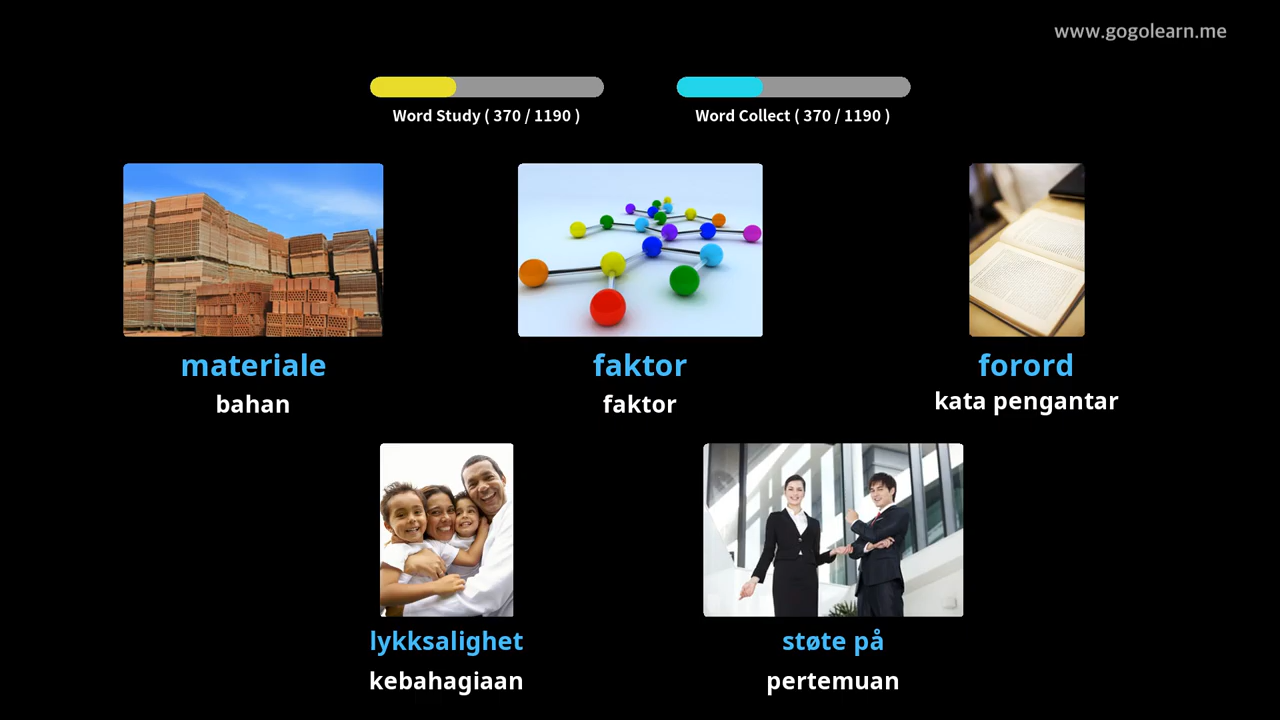 www.gogolearn.me
Word Study ( 370 / 1190 )
Word Collect ( 370 / 1190 )
materiale
bahan
faktor
faktor
forord
kata pengantar
lykksalighet
kebahagiaan
støte på
pertemuan